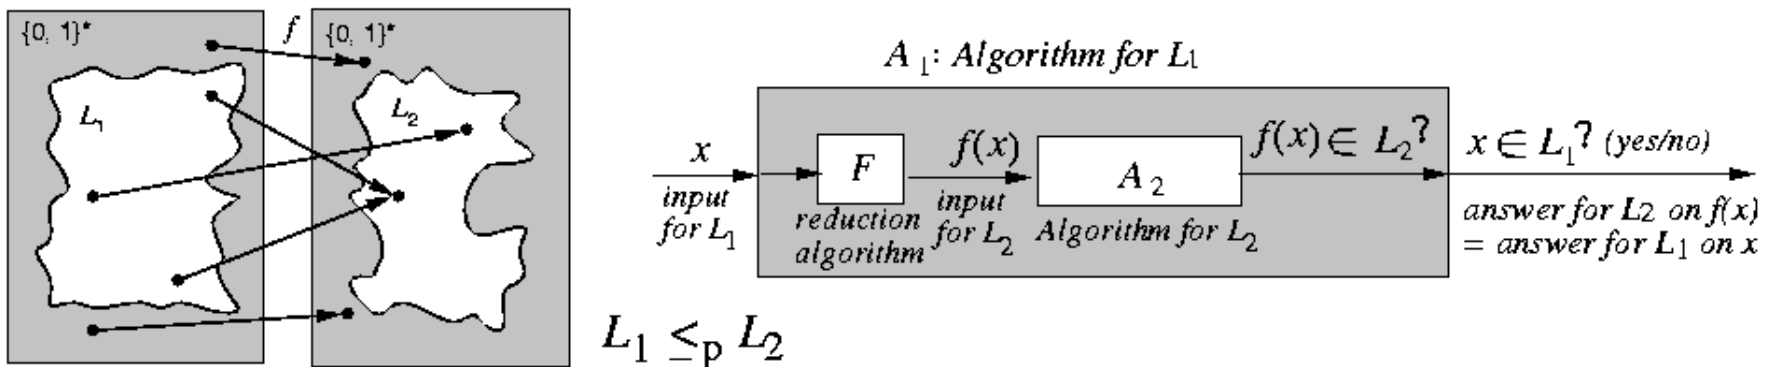 {0, 1}*
f
{0, 1}*
L₁
L₂
L₁ ≤ₚ L₂
A₁: Algorithm for L₁
x
input
for L₁
F
reduction
algorithm
f(x)
input
for L₂
A₂
Algorithm for L₂
f(x) ∈ L₂?
x ∈ L₁? (yes/no)
answer for L2 on f(x)
= answer for L1 on x